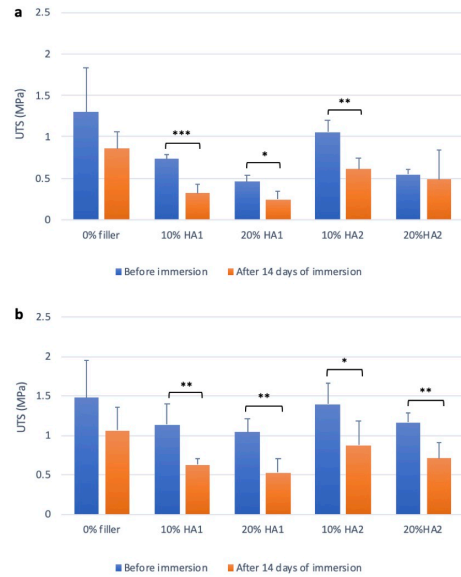 a
2.5
2
1.5
1
0.5
0
UTS (MPa)
***
*
**
0% filler 10% HA1 20% HA1 10% HA2 20%HA2
Before immersion After 14 days of immersion
b
2.5
2
1.5
1
0.5
0
UTS (MPa)
**
**
*
**
0% filler 10% HA1 20% HA1 10% HA2 20%HA2
Before immersion After 14 days of immersion